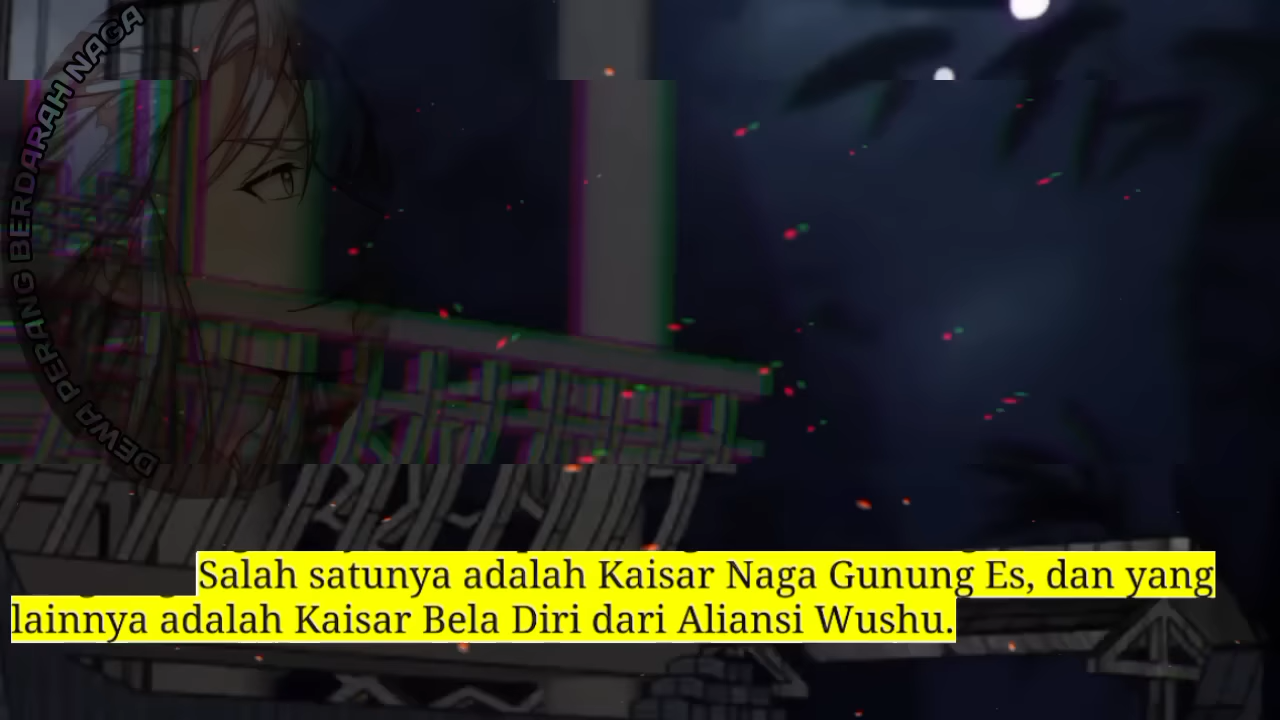 DEWA PERANG BERDARAH NAGA
Salah satunya adalah Kaisar Naga Gunung Es, dan yang
lainnya adalah Kaisar Bela Diri dari Aliansi Wushu.